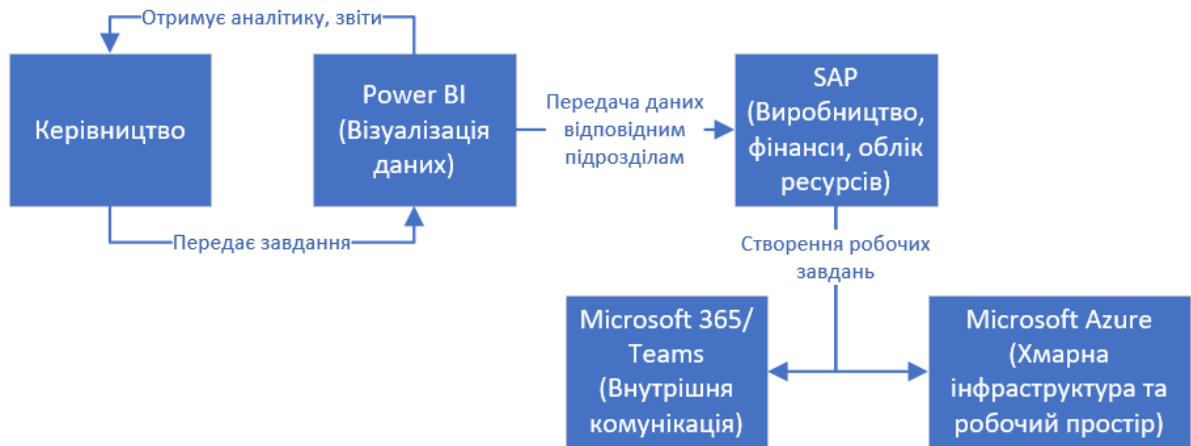 Отримує аналітику, звіти
Керівництво
Power BI
(Візуалізація
даних)
Передача даних
відповідним
підрозділам
SAP
(Виробництво,
фінанси, облік
ресурсів)
Передає завдання
Створення робочих
завдань
Microsoft 365/
Teams
(Внутрішня
комунікація)
Microsoft Azure
(Хмарна
інфраструктура та
робочий простір)